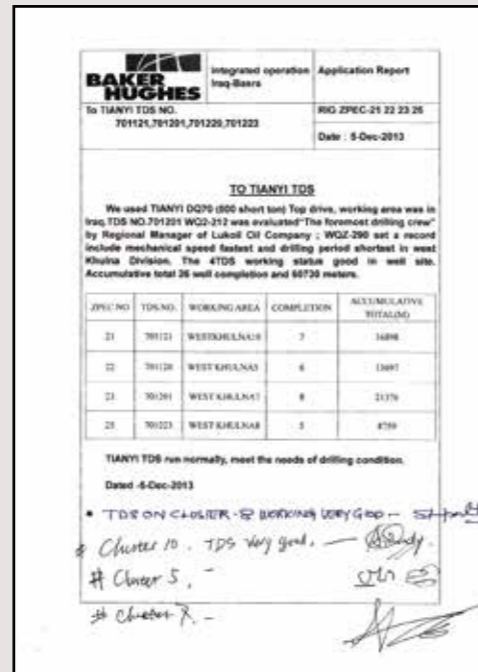 BAKER HUGHES
Integrated operation Iraq-Basra
Application Report
To TIANYI TDS NO.
701121,701201,701220,701223
RIG ZPEC-21 22 23 25
Date : 5-Dec-2013
TO TIANYI TDS
We used TIANYI DQ70 (500 short ton) Top drive, working area was in
Iraq, TDS NO.701201 WQ2-212 was evaluated"The foremost drilling crew"
by Regional Manager of Lukoil Oil Company ; WQZ-290 set a record
include mechanical speed fastest and drilling period shortest in west
Khulna Division. The 4TDS working status good in well site.
Accumulative total 26 well completion and 60730 meters.
ZPEC NO TDS.NO. WORKING AREA COMPLETION ACCUMULATIVE TOTAL(M)
21 701121 WESTKHULNA10 7 16898
22 701120 WEST KHULNA5 6 13697
23 701201 WEST KHULNA7 8 21376
25 701223 WEST KHULNA8 5 8759
TIANYI TDS run normally, meet the needs of drilling condition.
Dated -5-Dec-2013
• TDS ON CLUSTER-8 WORKING VERY GOOD -
# Cluster 10 . TDS Very good, —
# Cluster 5 , -
# Cluster 7. -